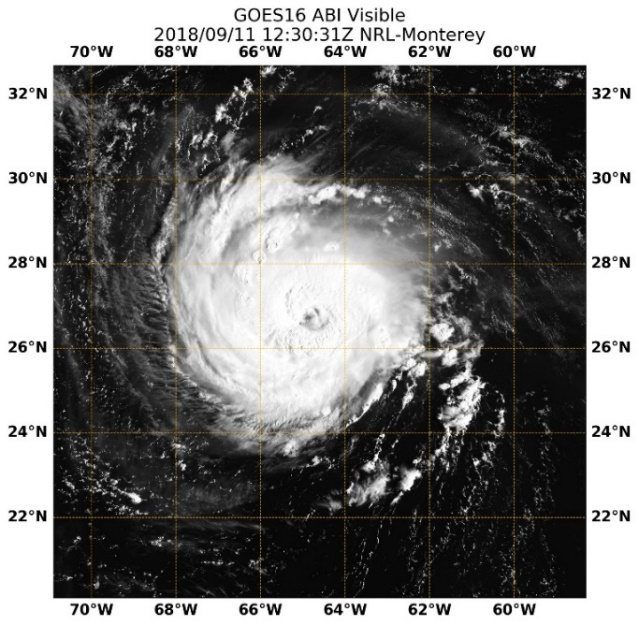 GOES16 ABI Visible
2018/09/11 12:30:31Z NRL-Monterey
70°W 68°W 66°W 64°W 62°W 60°W
32°N 32°N
30°N 30°N
28°N 28°N
26°N 26°N
24°N 24°N
22°N 22°N
70°W 68°W 66°W 64°W 62°W 60°W